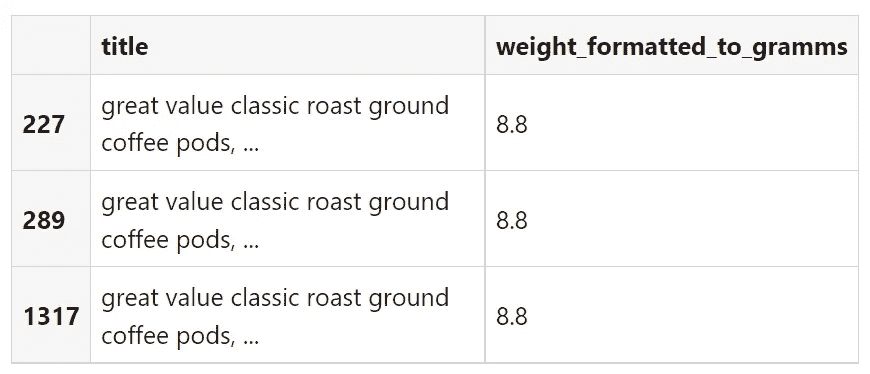 title weight_formatted_to_gramms
227 great value classic roast ground coffee pods, ... 8.8
289 great value classic roast ground coffee pods, ... 8.8
1317 great value classic roast ground coffee pods, ... 8.8